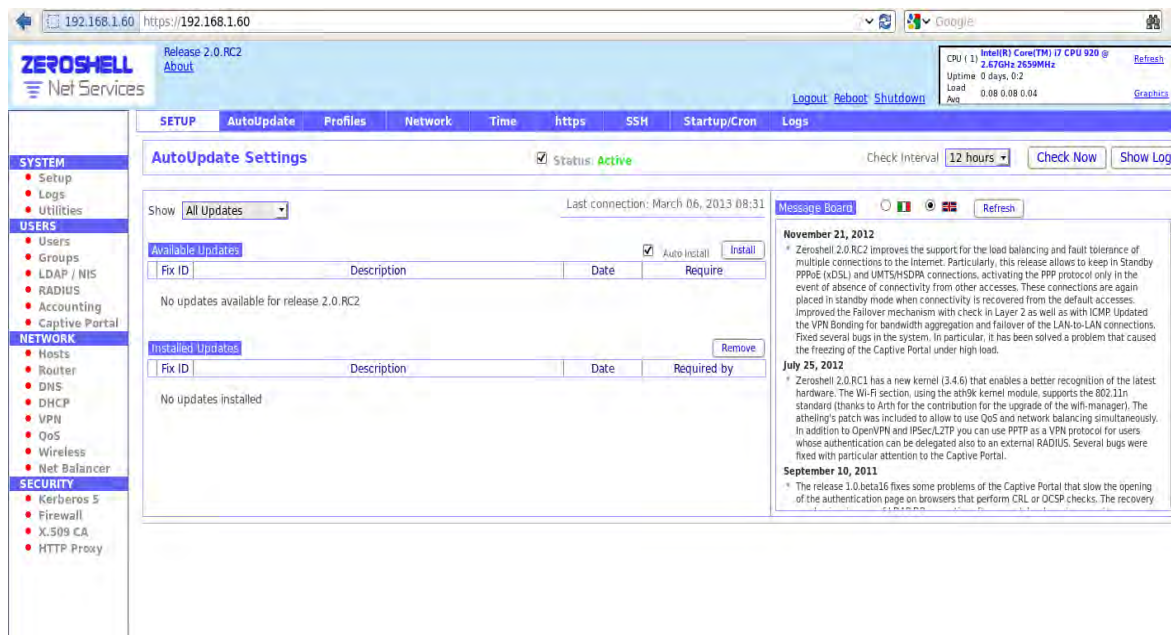 192.168.1.60 https://192.168.1.60
Google
ZEROSHELL
Net Services
Release 2.0.RC2
About
Logout Reboot Shutdown
CPU ( 1) Intel(R) Core(TM) i7 CPU 920 @
2.67GHz 2659MHz
Refresh
Uptime 0 days, 0:2
Load
Avg 0.08 0.08 0.04
Graphics
SETUP AutoUpdate Profiles Network Time https SSH Startup/Cron Logs
SYSTEM
Setup
Logs
Utilities
USERS
Users
Groups
LDAP / NIS
RADIUS
Accounting
Captive Portal
NETWORK
Hosts
Router
DNS
DHCP
VPN
QoS
Wireless
Net Balancer
SECURITY
Kerberos 5
Firewall
X.509 CA
HTTP Proxy
AutoUpdate Settings
Status Active
Check Interval 12 hours Check Now Show Log
Show All Updates
Last connection: March 06, 2013 08:31
Available Updates
Auto Install Install
Fix ID Description Date Require
No updates available for release 2.0.RC2
Installed Updates
Remove
Fix ID Description Date Required by
No updates installed
Message Board Refresh
November 21, 2012
* Zeroshell 2.0.RC2 improves the support for the load balancing and fault tolerance of
multiple connections to the Internet. Particularly, this release allows to keep in Standby
PPPoE (xDSL) and UMTS/HSDPA connections, activating the PPP protocol only in the
event of absence of connectivity from other accesses. These connections are again
placed in standby mode when connectivity is recovered from the default accesses.
Improved the Failover mechanism with check in Layer 2 as well as with ICMP. Updated
the VPN Bonding for bandwidth aggregation and failover of the LAN-to-LAN connections.
Fixed several bugs in the system. In particular, it has been solved a problem that caused
the freezing of the Captive Portal under high load.
July 25, 2012
* Zeroshell 2.0.RC1 has a new kernel (3.4.6) that enables a better recognition of the latest
hardware. The Wi-Fi section, using the ath9k kernel module, supports the 802.11n
standard (thanks to Arth for the contribution for the upgrade of the wifi-manager). The
atheling's patch was included to allow to use QoS and network balancing simultaneously.
In addition to OpenVPN and IPSec/L2TP you can use PPTP as a VPN protocol for users
whose authentication can be delegated also to an external RADIUS. Several bugs were
fixed with particular attention to the Captive Portal.
September 10, 2011
* The release 1.0.beta16 fixes some problems of the Captive Portal that slow the opening
of the authentication page on browsers that perform CRL or OCSP checks. The recovery